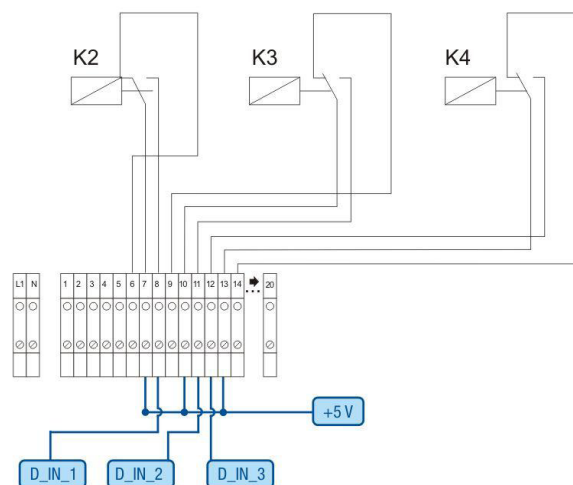 K2 K3 K4
L1 N 1 2 3 4 5 6 7 8 9 10 11 12 13 14 ... 20
+5 V
D_IN_1 D_IN_2 D_IN_3